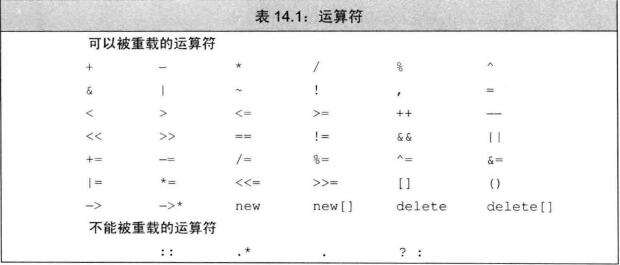 表 14.1：运算符
可以被重载的运算符
+ − * / % ^
& | ~ ! , =
< > <= >= ++ −−
<< >> == != && ||
+= −= /= %= ^= &=
|= *= <<= >>= [] ()
−> −>* new new[] delete delete[]
不能被重载的运算符
:: .* . ? :